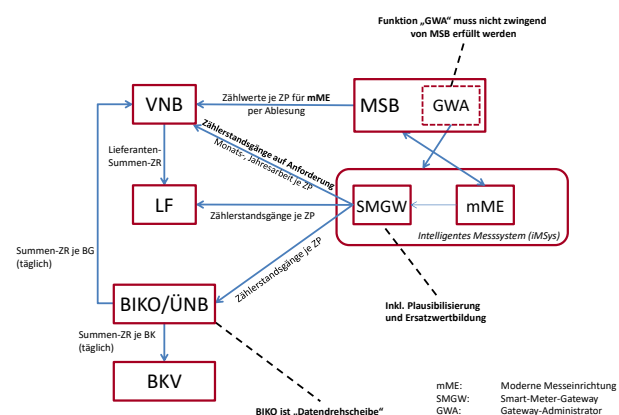 Funktion „GWA" muss nicht zwingend
von MSB erfüllt werden
VNB
Zählwerte je ZP für mME
per Ablesung
MSB
GWA
Lieferanten-
Summen-ZR
Zählerstandsgänge auf Anforderung
Monats-, Jahresarbeit je ZP
LF
Zählerstandsgänge je ZP
SMGW
mME
Intelligentes Messsystem (iMSys)
Summen-ZR je BG
(täglich)
Zählerstandsgänge je ZP
BIKO/ÜNB
Inkl. Plausibilisierung
und Ersatzwertbildung
Summen-ZR je BK
(täglich)
BKV
BIKO ist „Datendrehscheibe"
mME: Moderne Messeinrichtung
SMGW: Smart-Meter-Gateway
GWA: Gateway-Administrator